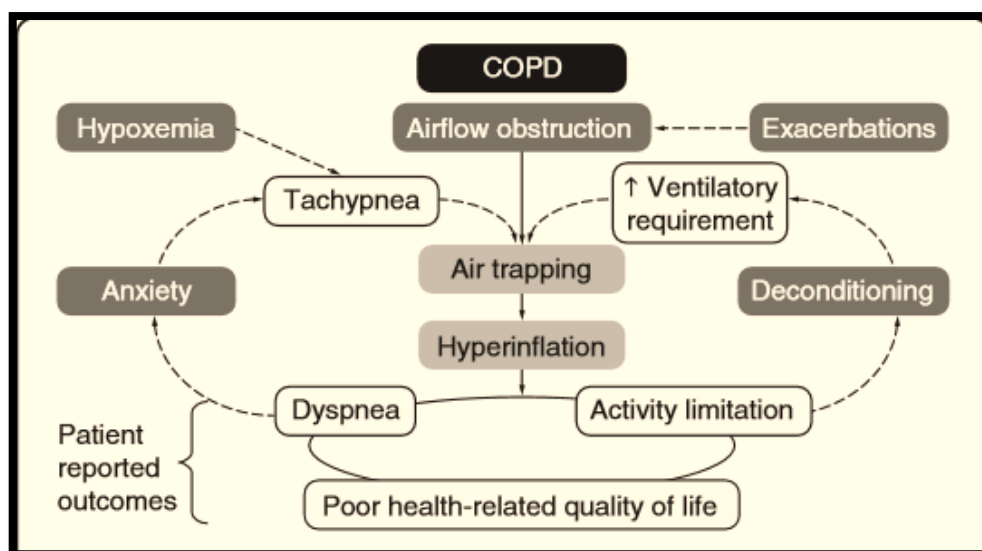 COPD
Hypoxemia
Airflow obstruction
Exacerbations
Tachypnea
↑ Ventilatory
requirement
Air trapping
Anxiety
Deconditioning
Hyperinflation
Dyspnea
Activity limitation
Patient
reported
outcomes
Poor health-related quality of life